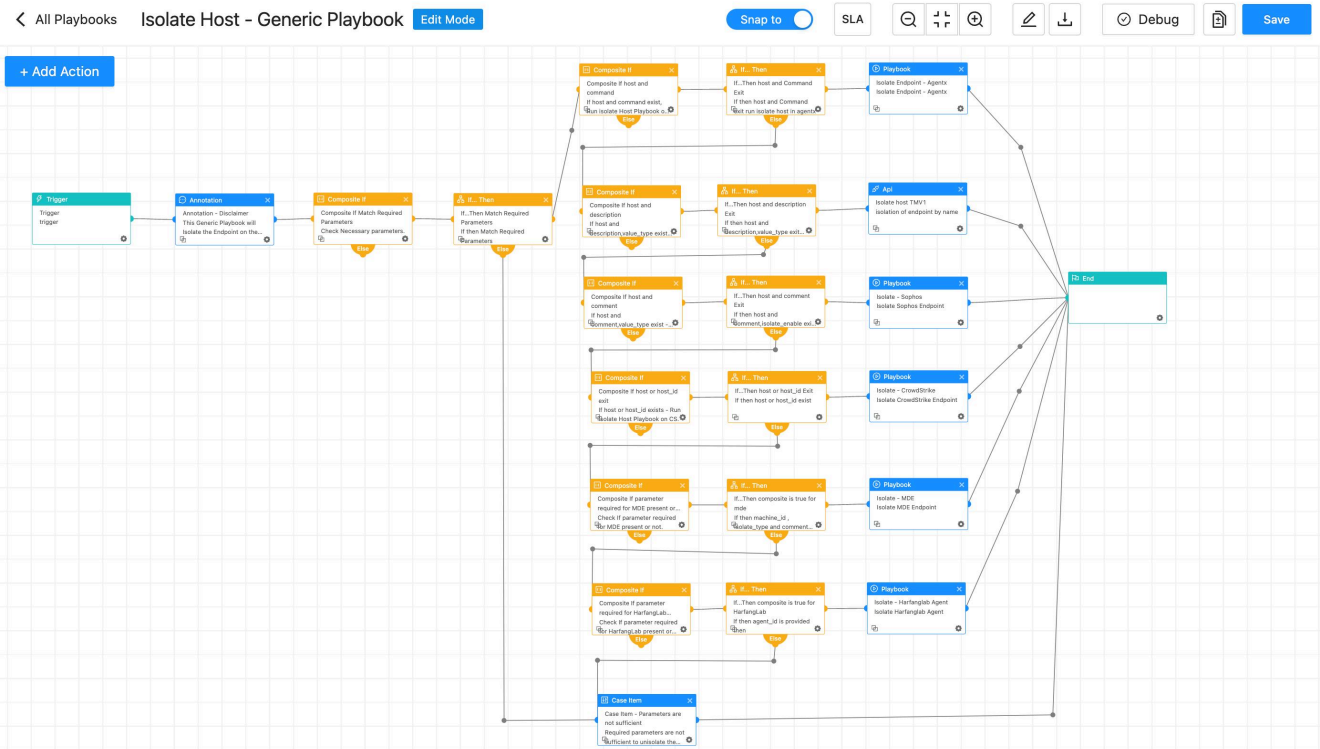 All Playbooks
Isolate Host - Generic Playbook
Edit Mode
Snap to
SLA
Debug
Save
+ Add Action
Trigger
Trigger
trigger
Annotation
Annotation - Disclaimer
This Generic Playbook will
Isolate the Endpoint on the...
Composite If
Composite If Match Required
Parameters
Check Necessary parameters.
Else
If... Then
If...Then Match Required
Parameters
If then Match Required
Parameters
Else
Composite If
Composite If host and
command
If host and command exist,
Run Isolate Host Playbook o...
Else
If... Then
If...Then host and Command
Exit
If then host and Command
Exit run isolate host in agentx
Else
Playbook
Isolate Endpoint - Agentx
Isolate Endpoint - Agentx
Composite If
Composite If host and
description
If host and
description,value_type exist...
Else
If... Then
If...Then host and description
Exit
If then host and
description,value_type exit...
Else
Api
Isolate host TMV1
Isolation of endpoint by name
Composite If
Composite If host and
comment
If host and
comment,value_type exist -...
Else
If... Then
If...Then host and comment
Exit
If then host and
comment,isolate_enable exi...
Else
Playbook
Isolate - Sophos
Isolate Sophos Endpoint
End
Composite If
Composite If host or host_id
exit
If host or host_id exists - Run
Isolate Host Playbook on CS.
Else
If... Then
If...Then host or host_id Exit
If then host or host_id exist
Else
Playbook
Isolate - CrowdStrike
Isolate CrowdStrike Endpoint
Composite If
Composite If parameter
required for MDE present or...
Check If parameter required
for MDE present or not.
Else
If... Then
If...Then composite is true for
mde
If then machine_id ,
isolate_type and comment...
Else
Playbook
Isolate - MDE
Isolate MDE Endpoint
Composite If
Composite If parameter
required for HarfangLab...
Check If parameter required
for HarfangLab present or...
Else
If... Then
If...Then composite is true for
HarfangLab
If then agent_id is provided
then
Else
Playbook
Isolate - Harfanglab Agent
Isolate Harfanglab Agent
Case Item
Case Item - Parameters are
not sufficient
Required parameters are not
sufficient to unisolate the...